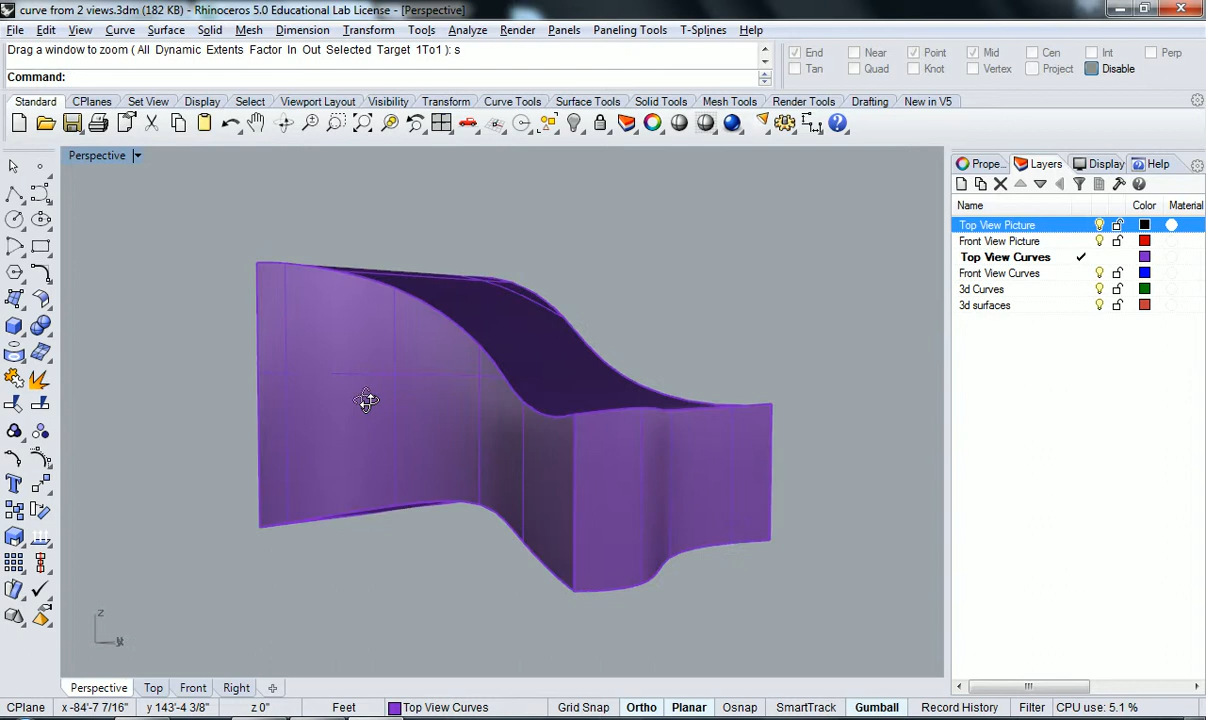 curve from 2 views.3dm (182 KB) - Rhinoceros 5.0 Educational Lab License - [Perspective]
File Edit View Curve Surface Solid Mesh Dimension Transform Tools Analyze Render Panels Paneling Tools T-Splines Help
Drag a window to zoom ( All Dynamic Extents Factor In Out Selected Target 1To1 ): s
Command:
End Near Point Mid Cen Int Perp
Tan Quad Knot Vertex Project Disable
Standard CPlanes Set View Display Select Viewport Layout Visibility Transform Curve Tools Surface Tools Solid Tools Mesh Tools Render Tools Drafting New in V5
Perspective
Prope... Layers Display Help
Name Color Material
Top View Picture
Front View Picture
Top View Curves
Front View Curves
3d Curves
3d surfaces
z
y
Perspective Top Front Right
CPlane x -84'-7 7/16" y 143'-4 3/8" z 0" Feet Top View Curves Grid Snap Ortho Planar Osnap SmartTrack Gumball Record History Filter CPU use: 5.1 %